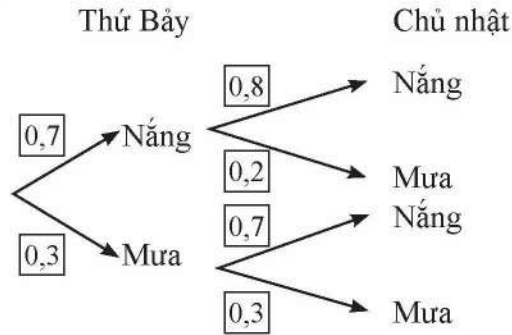 Thứ Bảy Chủ nhật
0,8 Nắng
0,7 Nắng
0,2 Mưa
0,7 Nắng
0,3 Mưa
0,3 Mưa